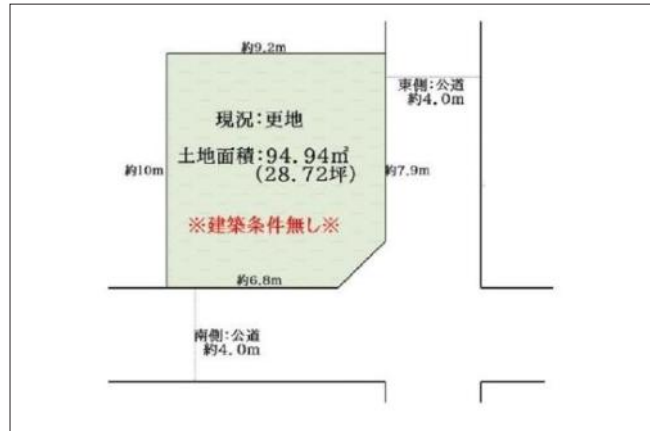 約9.2m
東側:公道
約4.0m
現況:更地
土地面積:94.94㎡
(28.72坪)
約10m
約7.9m
※建築条件無し※
約6.8m
南側:公道
約4.0m